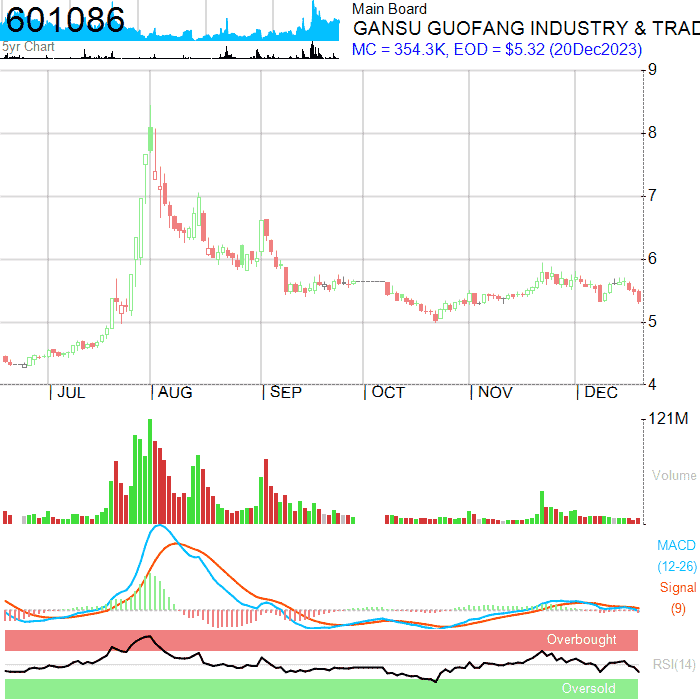 601086
5yr Chart
Main Board
GANSU GUOFANG INDUSTRY & TRAD
MC = 354.3K, EOD = $5.32 (20Dec2023)
9
8
7
6
5
4
JUL AUG SEP OCT NOV DEC
121M
Volume
MACD
(12-26)
Signal
(9)
Overbought
RSI(14)
Oversold